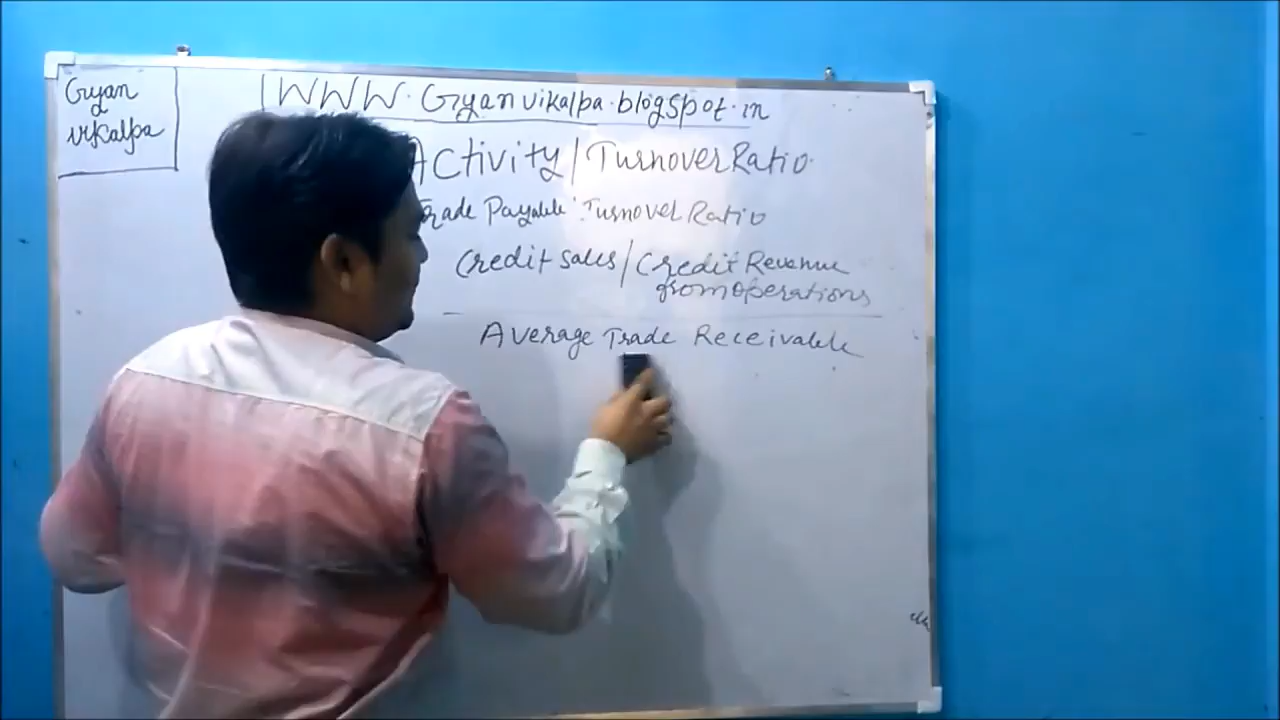 Gyan
vikalpa
WWW.Gyanvikalpa.blogspot.in
Activity/Turnover Ratio
Trade Payable Turnover Ratio
Credit sales/Credit Revenue
from operations
Average Trade Receivable